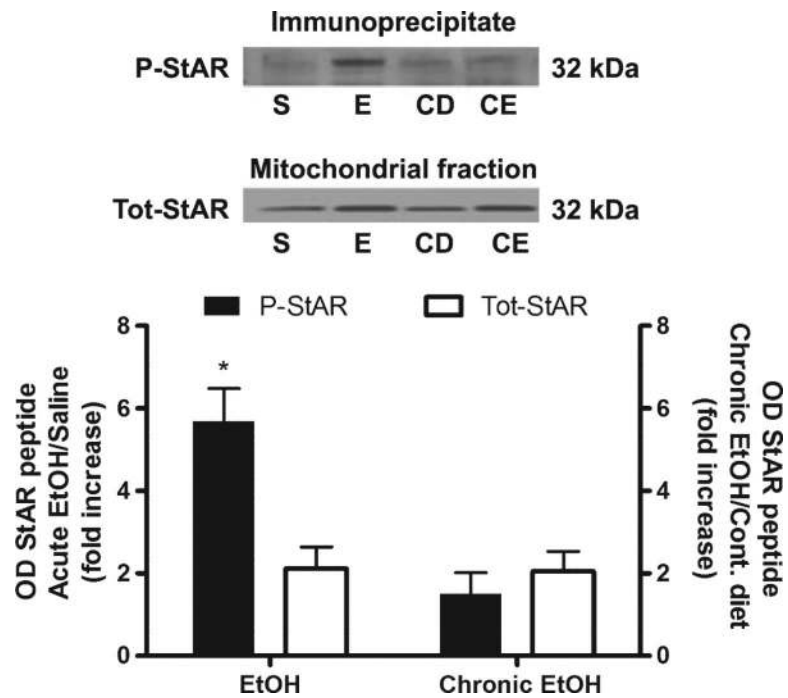 Immunoprecipitate
P-StAR 32 kDa
S E CD CE
Mitochondrial fraction
Tot-StAR 32 kDa
S E CD CE
P-StAR Tot-StAR
OD StAR peptide
Acute EtOH/Saline
(fold increase)
8
6
4
2
0
*
8
6
4
2
0
OD StAR peptide
Chronic EtOH/Cont. diet
(fold increase)
EtOH Chronic EtOH